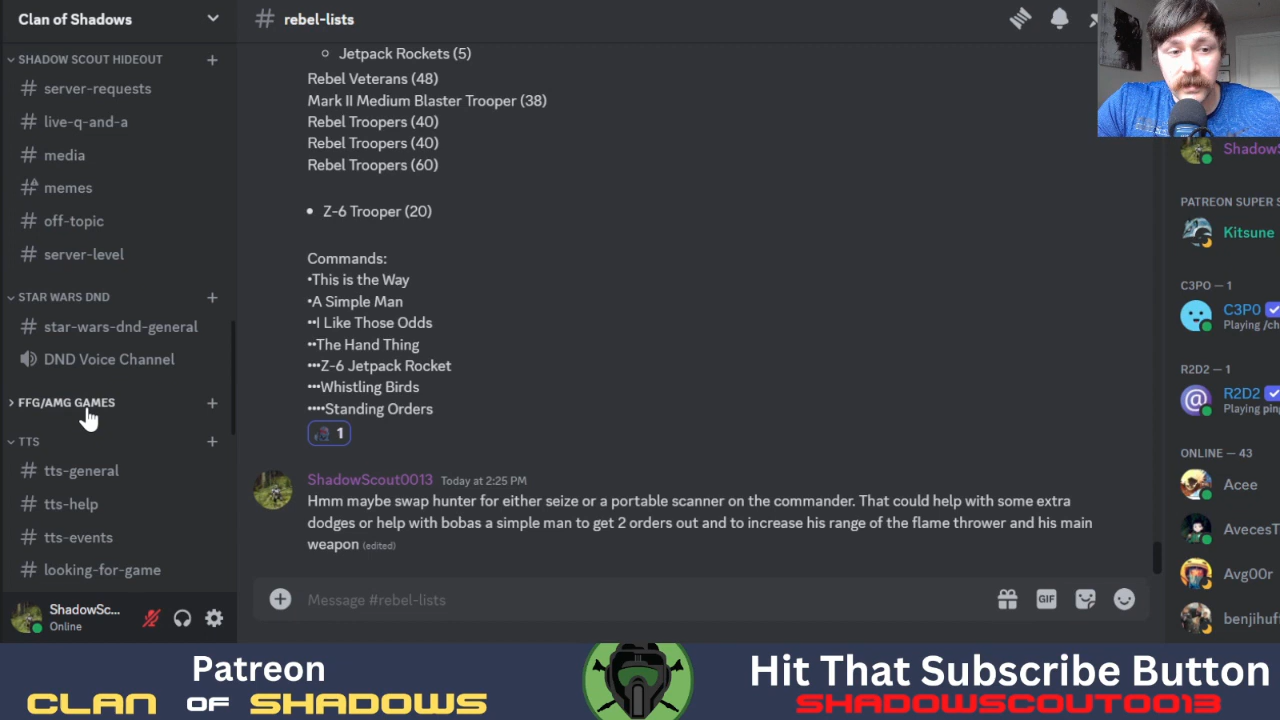 Clan of Shadows
SHADOW SCOUT HIDEOUT
server-requests
live-q-and-a
media
memes
off-topic
server-level
STAR WARS DND
star-wars-dnd-general
DND Voice Channel
FFG/AMG GAMES
TTS
tts-general
tts-help
tts-events
looking-for-game
ShadowSc...
Online
# rebel-lists
Jetpack Rockets (5)
Rebel Veterans (48)
Mark II Medium Blaster Trooper (38)
Rebel Troopers (40)
Rebel Troopers (40)
Rebel Troopers (60)
• Z-6 Trooper (20)
Commands:
•This is the Way
•A Simple Man
••I Like Those Odds
••The Hand Thing
•••Z-6 Jetpack Rocket
•••Whistling Birds
••••Standing Orders
1
ShadowScout0013 Today at 2:25 PM
Hmm maybe swap hunter for either seize or a portable scanner on the commander. That could help with some extra
dodges or help with bobas a simple man to get 2 orders out and to increase his range of the flame thrower and his main
weapon (edited)
Message #rebel-lists
GIF
ShadowS
PATREON SUPER S
Kitsune
C3PO — 1
C3P0
Playing /ch
R2D2 — 1
R2D2
Playing ping
ONLINE — 43
Acee
AvecesT
Avg00r
benjihuf
Patreon
CLAN OF SHADOWS
Hit That Subscribe Button
SHADOWSCOUT0013